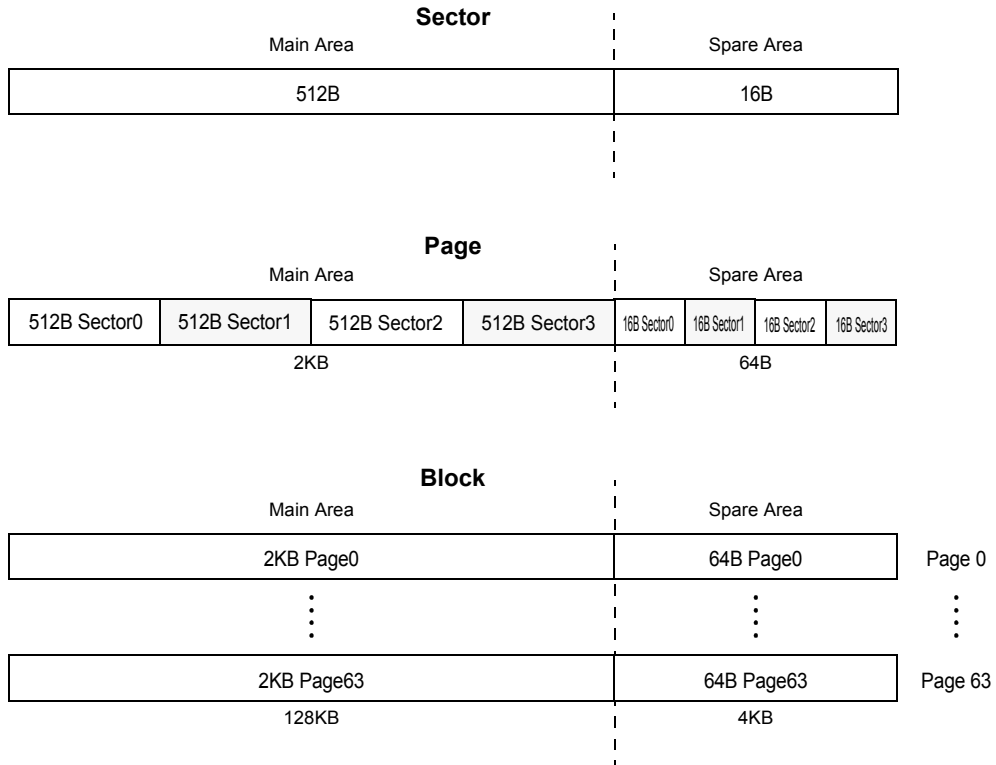 Sector
Main Area Spare Area
512B 16B
Page
Main Area Spare Area
512B Sector0 512B Sector1 512B Sector2 512B Sector3 16B Sector0 16B Sector1 16B Sector2 16B Sector3
2KB 64B
Block
Main Area Spare Area
2KB Page0 64B Page0 Page 0
2KB Page63 64B Page63 Page 63
128KB 4KB